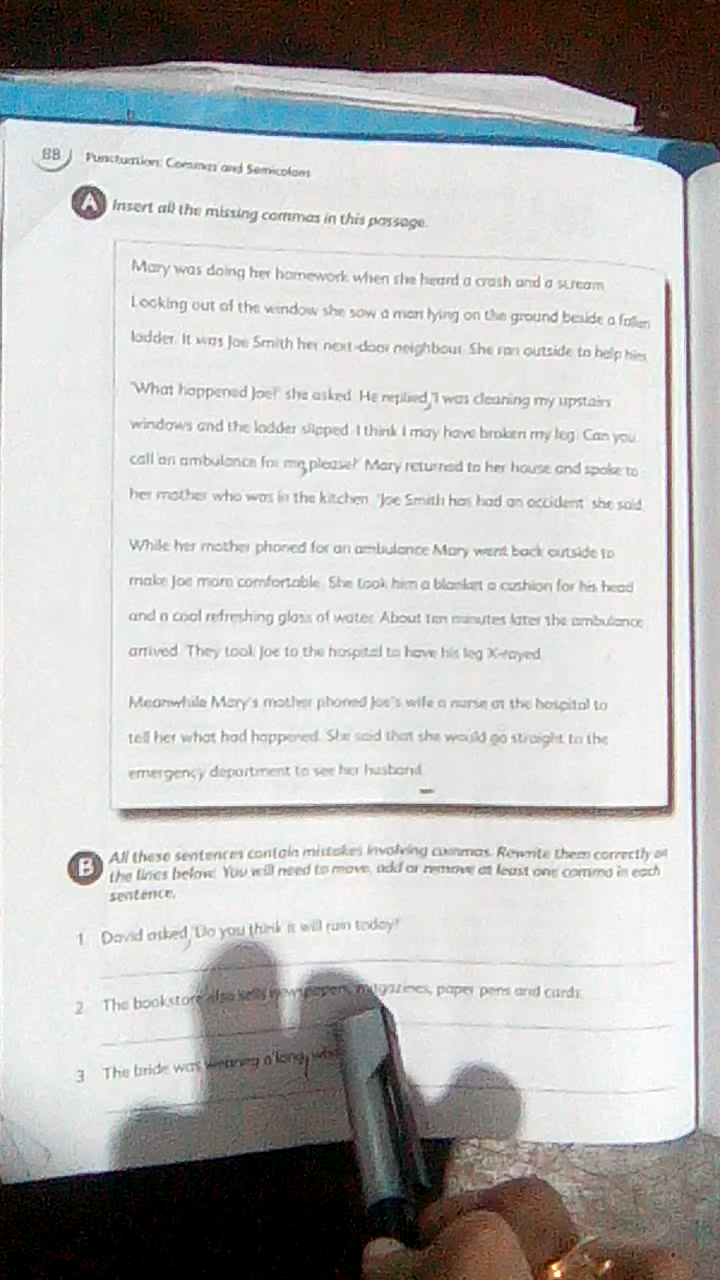 88 Punctuation: Commas and Semicolons
A Insert all the missing commas in this passage.
Mary was doing her homework when she heard a crash and a scream.
Looking out of the window she saw a man lying on the ground beside a fallen
ladder. It was Joe Smith her next-door neighbour. She ran outside to help him.
'What happened Joe?' she asked. He replied, 'I was cleaning my upstairs
windows and the ladder slipped. I think I may have broken my leg. Can you
call an ambulance for me, please?' Mary returned to her house and spoke to
her mother who was in the kitchen. 'Joe Smith has had an accident' she said.
While her mother phoned for an ambulance Mary went back outside to
make Joe more comfortable. She took him a blanket a cushion for his head
and a cool refreshing glass of water. About ten minutes later the ambulance
arrived. They took Joe to the hospital to have his leg X-rayed.
Meanwhile Mary's mother phoned Joe's wife a nurse at the hospital to
tell her what had happened. She said that she would go straight to the
emergency department to see her husband.
B All these sentences contain mistakes involving commas. Rewrite them correctly on
the lines below. You will need to move, add or remove at least one comma in each
sentence.
1 David asked, 'Do you think it will rain today?'
2 The bookstore also sells newspapers, magazines, paper pens and cards.
3 The bride was wearing a long,